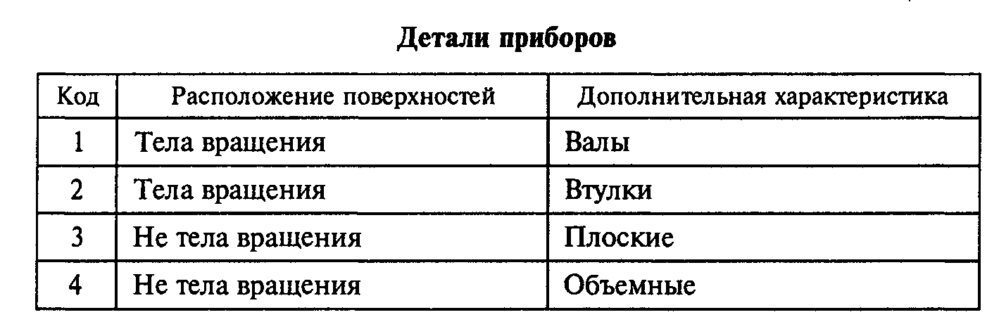 Детали приборов
Код Расположение поверхностей Дополнительная характеристика
1 Тела вращения Валы
2 Тела вращения Втулки
3 Не тела вращения Плоские
4 Не тела вращения Объемные